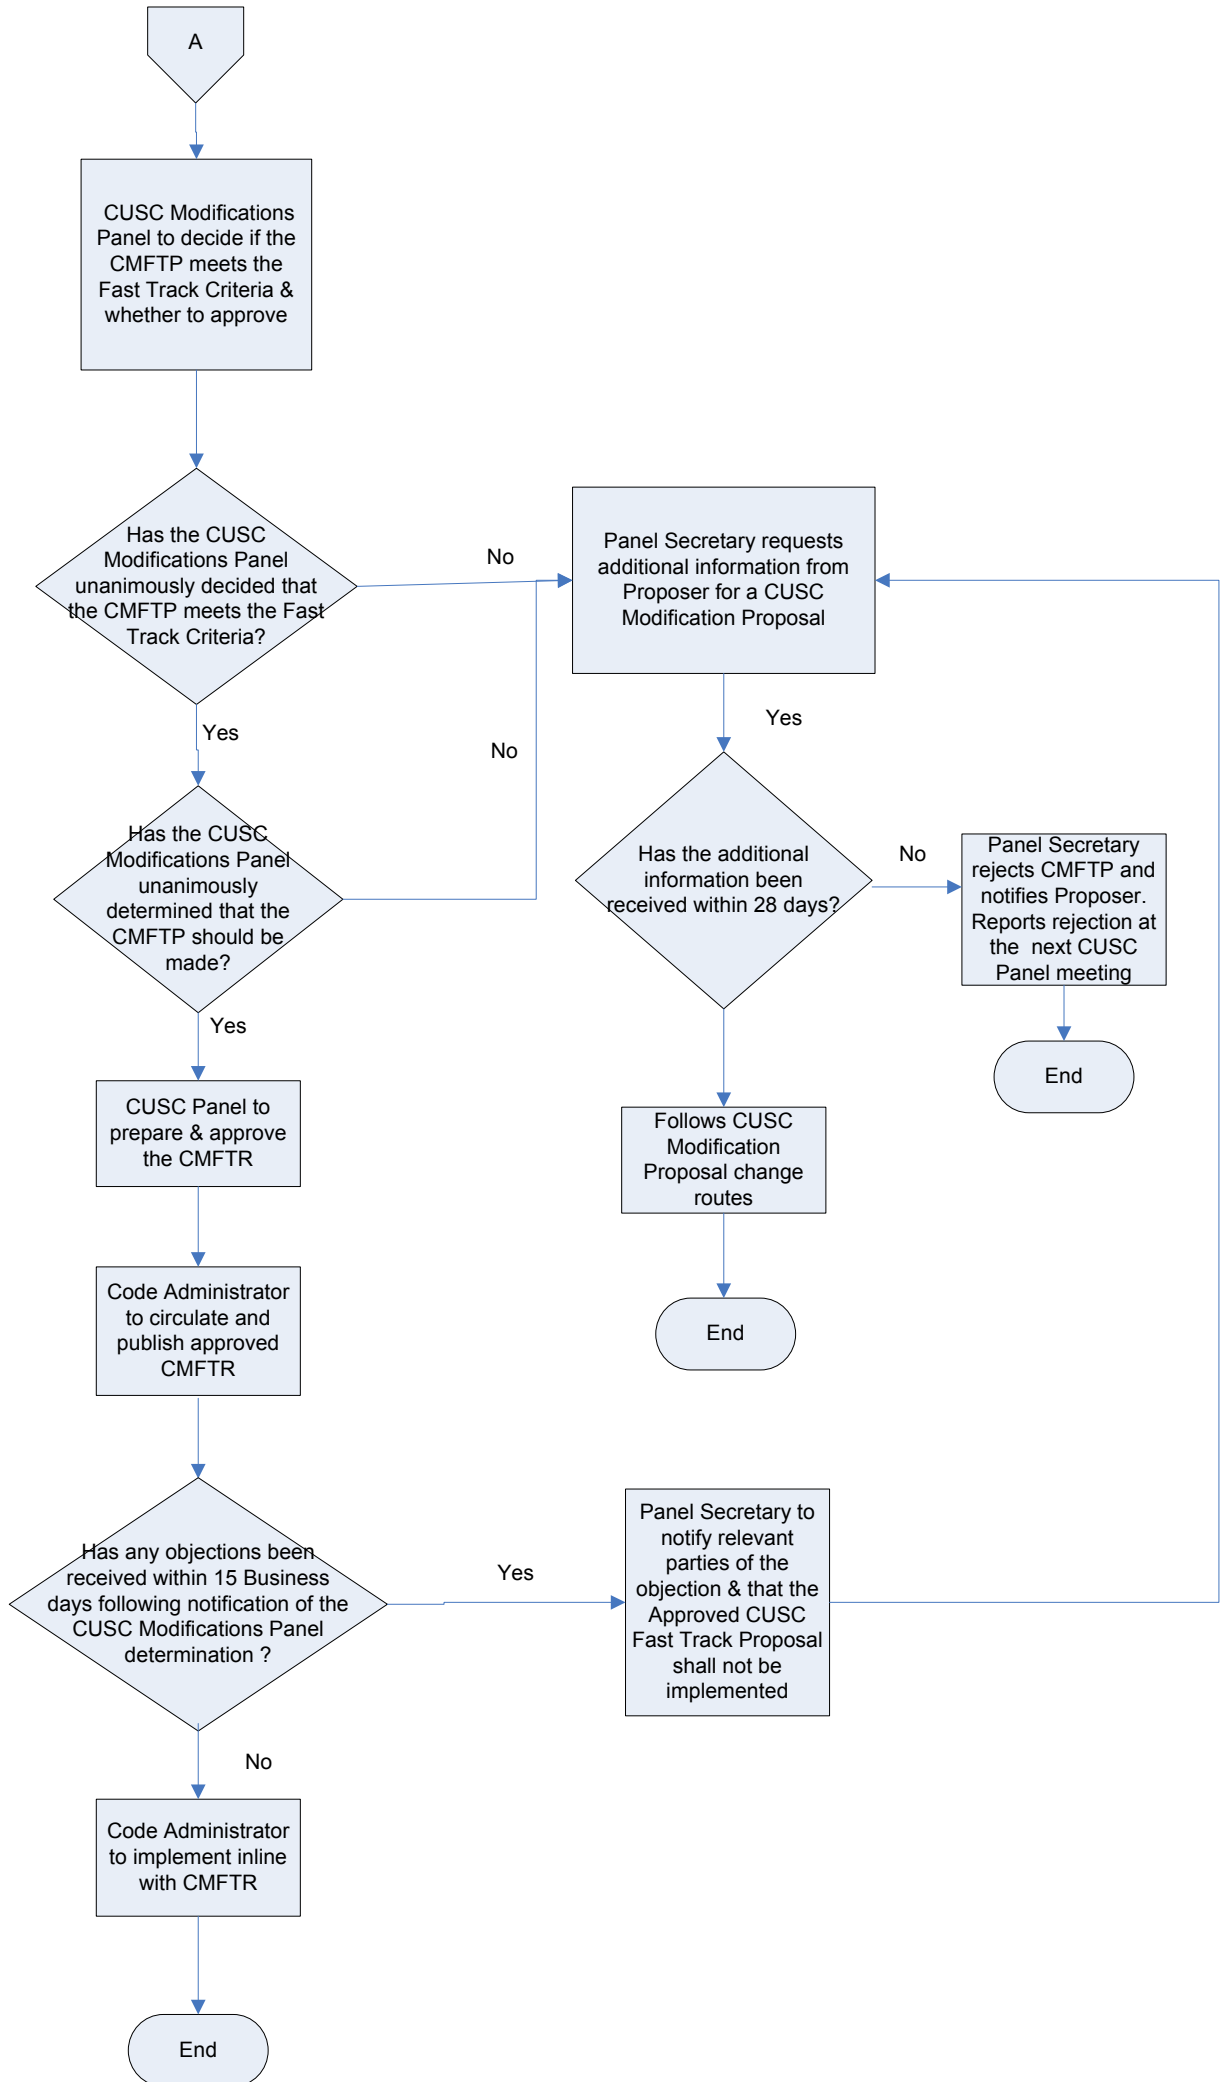 A
CUSC Modifications
Panel to decide if the
CMFTP meets the
Fast Track Criteria &
whether to approve
Has the CUSC
Modifications Panel
unanimously decided that
the CMFTP meets the Fast
Track Criteria?
No
Panel Secretary requests
additional information from
Proposer for a CUSC
Modification Proposal
Yes
No
Yes
Has the CUSC
Modifications Panel
unanimously
determined that the
CMFTP should be
made?
Has the additional
information been
received within 28 days?
No
Panel Secretary
rejects CMFTP and
notifies Proposer.
Reports rejection at
the next CUSC
Panel meeting
End
Yes
CUSC Panel to
prepare & approve
the CMFTR
Follows CUSC
Modification
Proposal change
routes
End
Code Administrator
to circulate and
publish approved
CMFTR
Has any objections been
received within 15 Business
days following notification of the
CUSC Modifications Panel
determination ?
Yes
Panel Secretary to
notify relevant
parties of the
objection & that the
Approved CUSC
Fast Track Proposal
shall not be
implemented
No
Code Administrator
to implement inline
with CMFTR
End